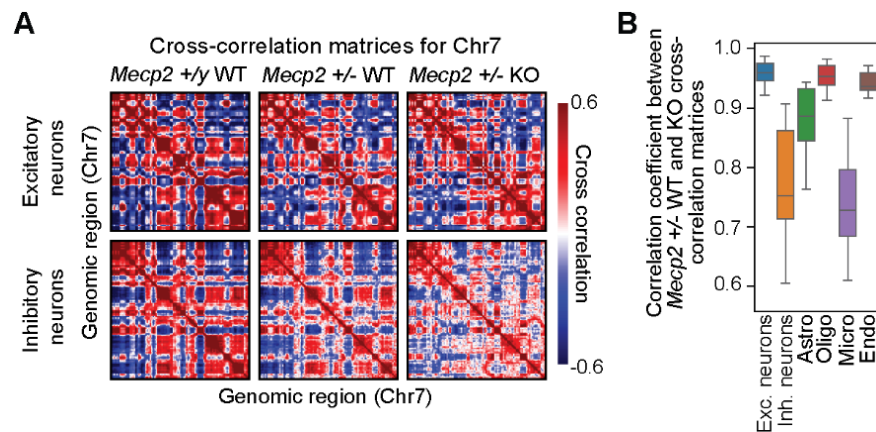 A
Cross-correlation matrices for Chr7
Mecp2 +/y WT
Mecp2 +/- WT
Mecp2 +/- KO
Excitatory
neurons
Inhibitory
neurons
Genomic region (Chr7)
Genomic region (Chr7)
0.6
Cross correlation
-0.6
B
Correlation coefficient between
Mecp2 +/- WT and KO cross-
correlation matrices
1.0
0.9
0.8
0.7
0.6
Exc. neurons
Inh. neurons
Astro
Oligo
Micro
Endo